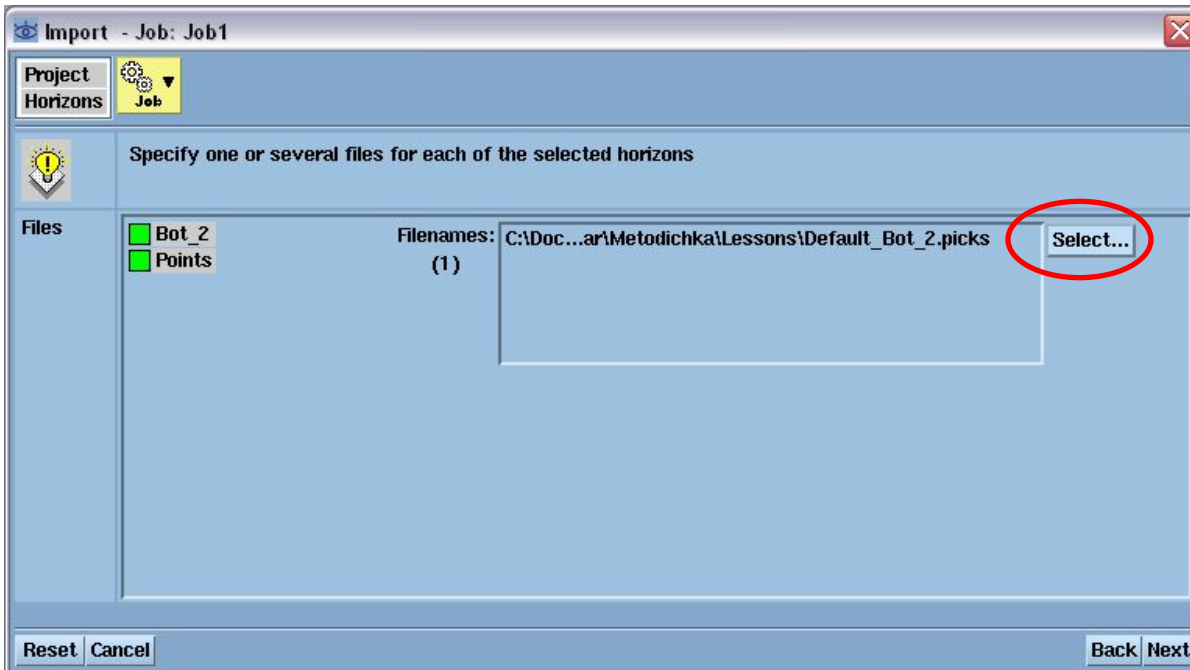 Import - Job: Job1
Project
Horizons
Job
Specify one or several files for each of the selected horizons
Files
Bot_2
Points
Filenames:
(1)
C:\Doc...ar\Metodichka\Lessons\Default_Bot_2.picks
Select...
Reset Cancel
Back Next